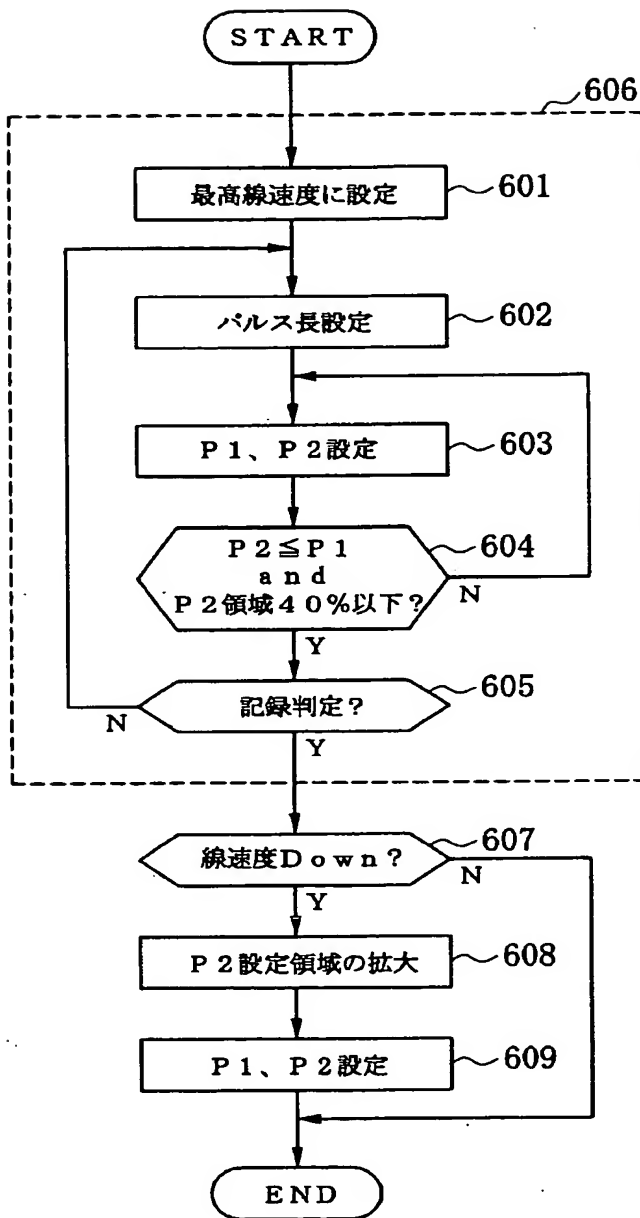 START
606
最高線速度に設定
601
パルス長設定
602
P1、P2設定
603
P2≦P1
and
P2領域40%以下?
604
N
Y
記録判定?
605
N
Y
線速度Down?
607
N
Y
P2設定領域の拡大
608
P1、P2設定
609
END